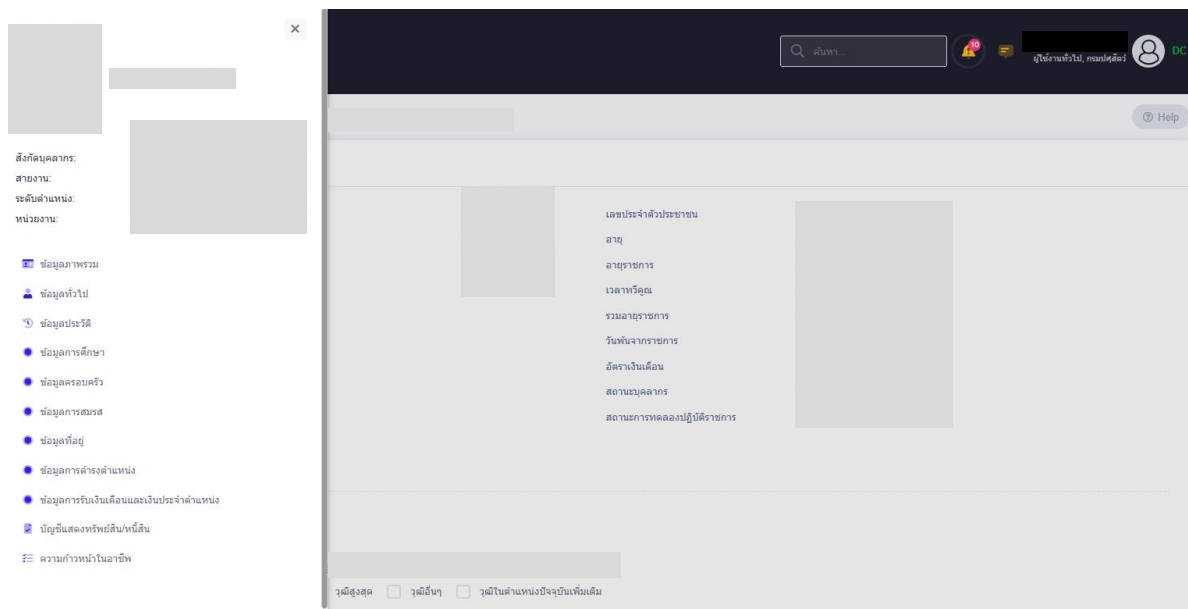 ×
ค้นหา...
10
ผู้ใช้งานทั่วไป, กรมปศุสัตว์
DC
Help
สังกัดบุคลากร:
สายงาน:
ระดับตำแหน่ง:
หน่วยงาน:
ข้อมูลภาพรวม
ข้อมูลทั่วไป
ข้อมูลประวัติ
ข้อมูลการศึกษา
ข้อมูลครอบครัว
ข้อมูลการสมรส
ข้อมูลที่อยู่
ข้อมูลการดำรงตำแหน่ง
ข้อมูลการรับเงินเดือนและเงินประจำตำแหน่ง
บัญชีแสดงทรัพย์สิน/หนี้สิน
ความก้าวหน้าในอาชีพ
เลขประจำตัวประชาชน
อายุ
อายุราชการ
เวลาทวีคูณ
รวมอายุราชการ
วันพ้นจากราชการ
อัตราเงินเดือน
สถานะบุคลากร
สถานะการทดลองปฏิบัติราชการ
วุฒิสูงสุด วุฒิอื่นๆ วุฒิในตำแหน่งปัจจุบันเพิ่มเติม